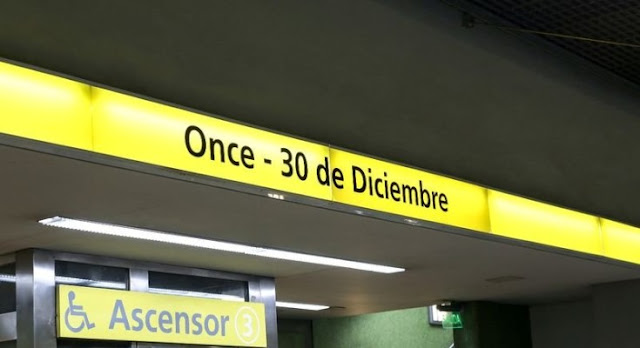 Once - 30 de Diciembre
Ascensor 3